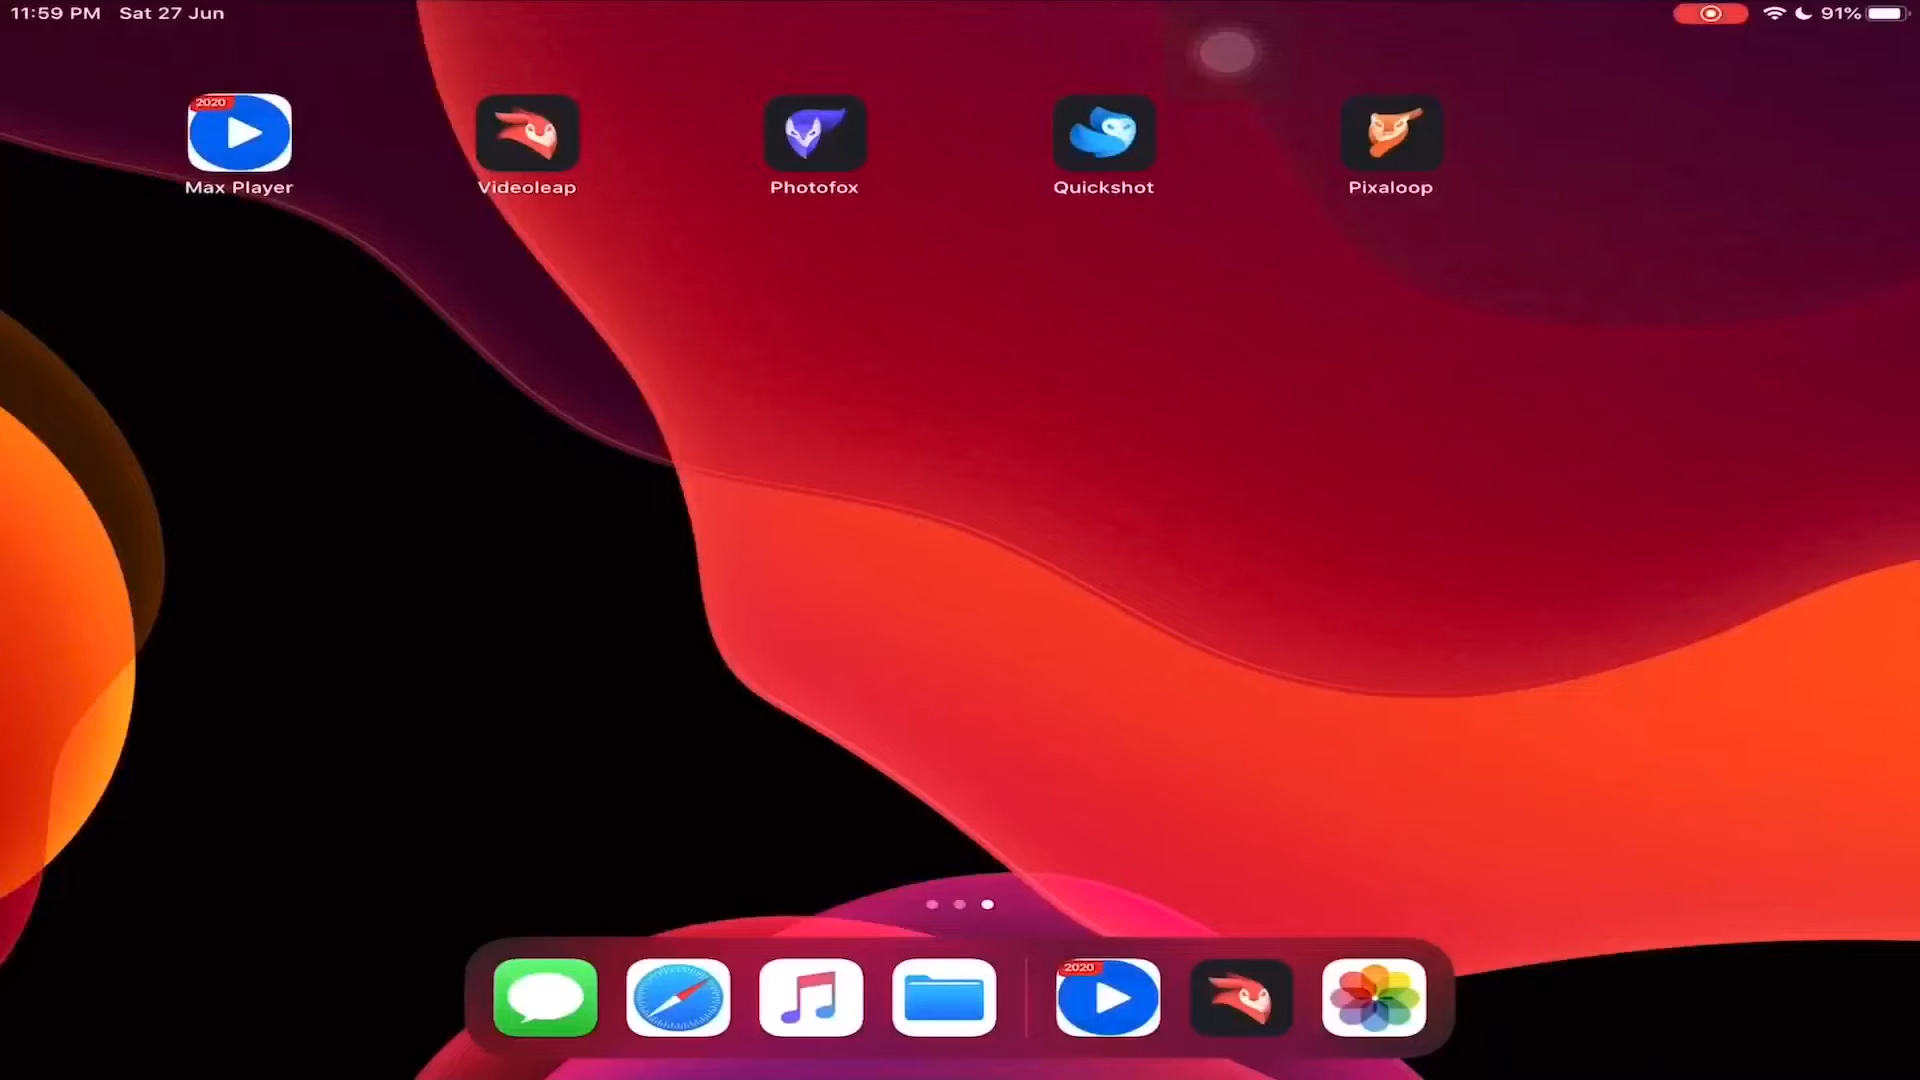 11:59 PM Sat 27 Jun
91%
2020
Max Player
Videoleap
Photofox
Quickshot
Pixaloop
2020